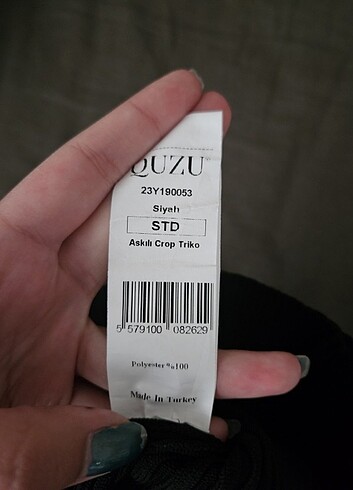 QUZU
23Y190053
Siyah
STD
Askılı Crop Triko
5 579100 082629
Polyester %100
Made In Turkey